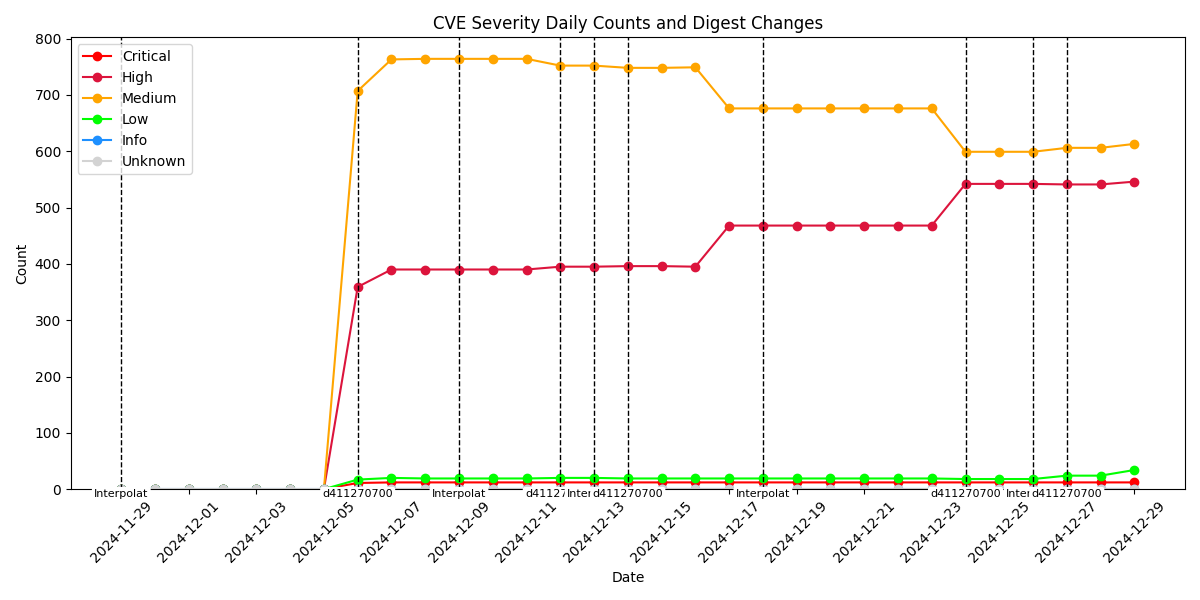 CVE Severity Daily Counts and Digest Changes
Critical
High
Medium
Low
Info
Unknown
800
700
600
500
400
300
200
100
0
Count
Interpolat
d411270700
Interpolat
d41127
Inter
d411270700
Interpolat
d411270700
Inter
d411270700
2024-11-29
2024-12-01
2024-12-03
2024-12-05
2024-12-07
2024-12-09
2024-12-11
2024-12-13
2024-12-15
2024-12-17
2024-12-19
2024-12-21
2024-12-23
2024-12-25
2024-12-27
2024-12-29
Date